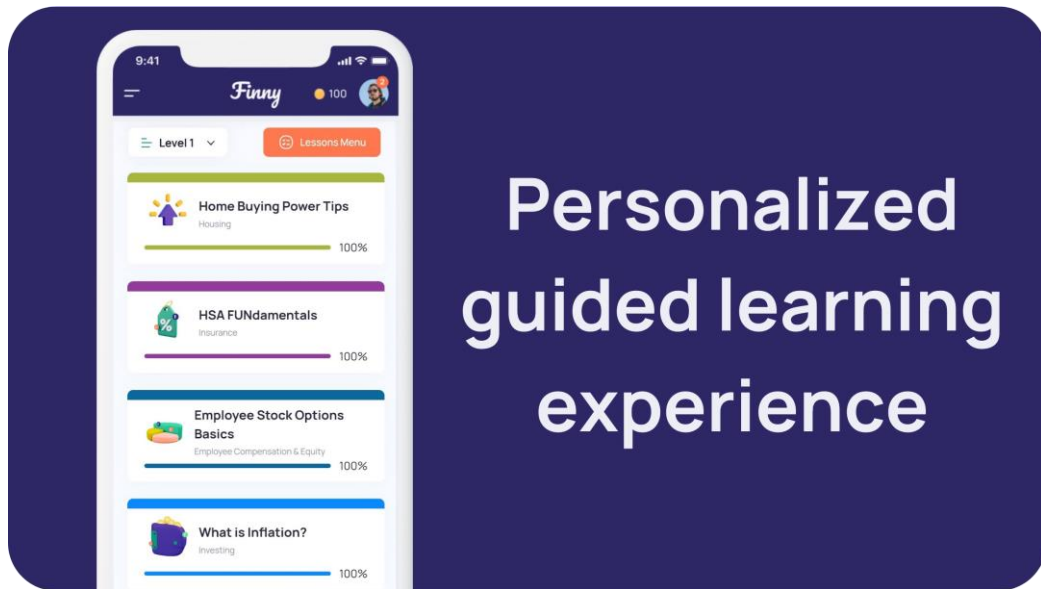 9:41
Finny
100
2
Level 1
Lessons Menu
Home Buying Power Tips
Housing
100%
HSA FUNdamentals
Insurance
100%
Employee Stock Options
Basics
Employee Compensation & Equity
100%
What is Inflation?
Investing
100%
Personalized
guided learning
experience